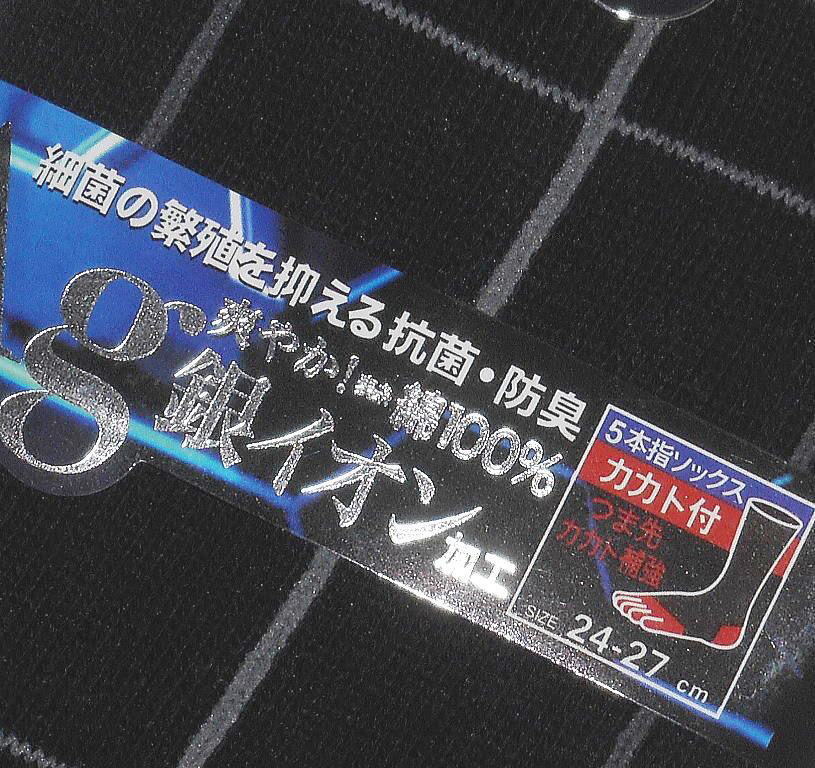 細菌の繁殖を抑える抗菌・防臭
Ag
爽やか!
綿100%
銀イオン
加工
5本指ソックス
カカト付
つま先
カカト補強
SIZE 24-27 cm